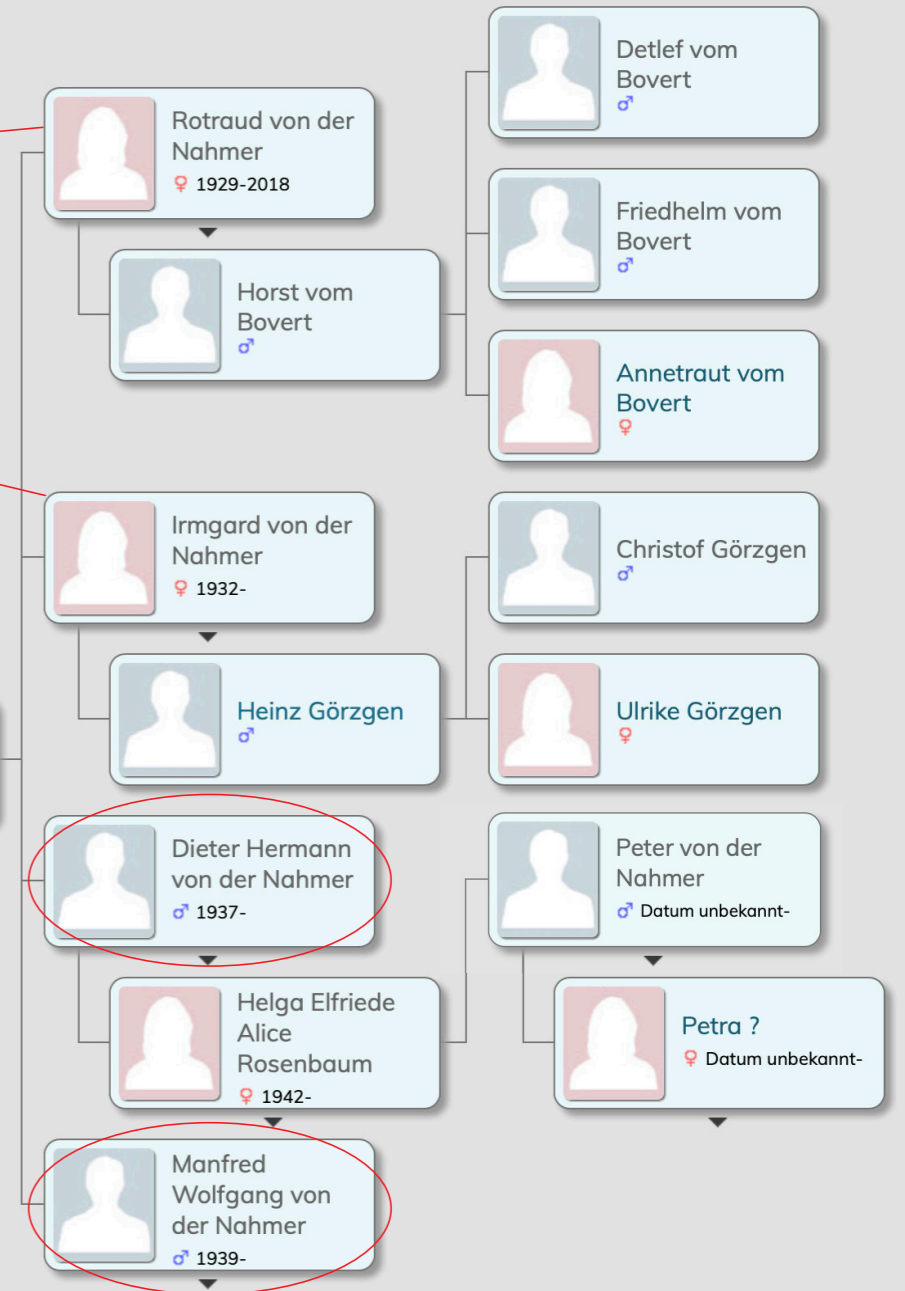 Rotraud von der
Nahmer
♀ 1929-2018
Horst vom
Bovert
♂
Detlef vom
Bovert
♂
Friedhelm vom
Bovert
♂
Annetraut vom
Bovert
♀
Irmgard von der
Nahmer
♀ 1932-
Heinz Görzgen
♂
Christof Görzgen
♂
Ulrike Görzgen
♀
Dieter Hermann
von der Nahmer
♂ 1937-
Helga Elfriede
Alice
Rosenbaum
♀ 1942-
Peter von der
Nahmer
♂ Datum unbekannt-
Petra ?
♀ Datum unbekannt-
Manfred
Wolfgang von
der Nahmer
♂ 1939-